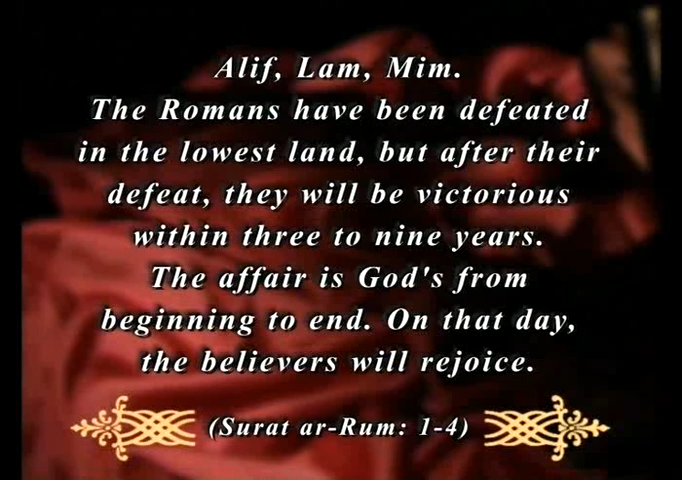 Alif, Lam, Mim.
The Romans have been defeated
in the lowest land, but after their
defeat, they will be victorious
within three to nine years.
The affair is God's from
beginning to end. On that day,
the believers will rejoice.
(Surat ar-Rum: 1-4)